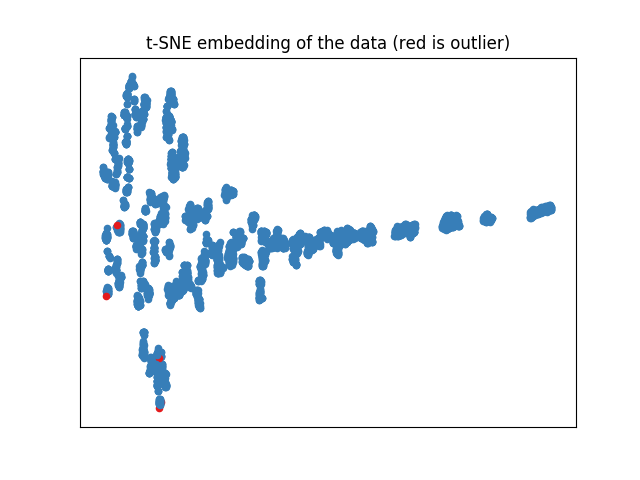 t-SNE embedding of the data (red is outlier)